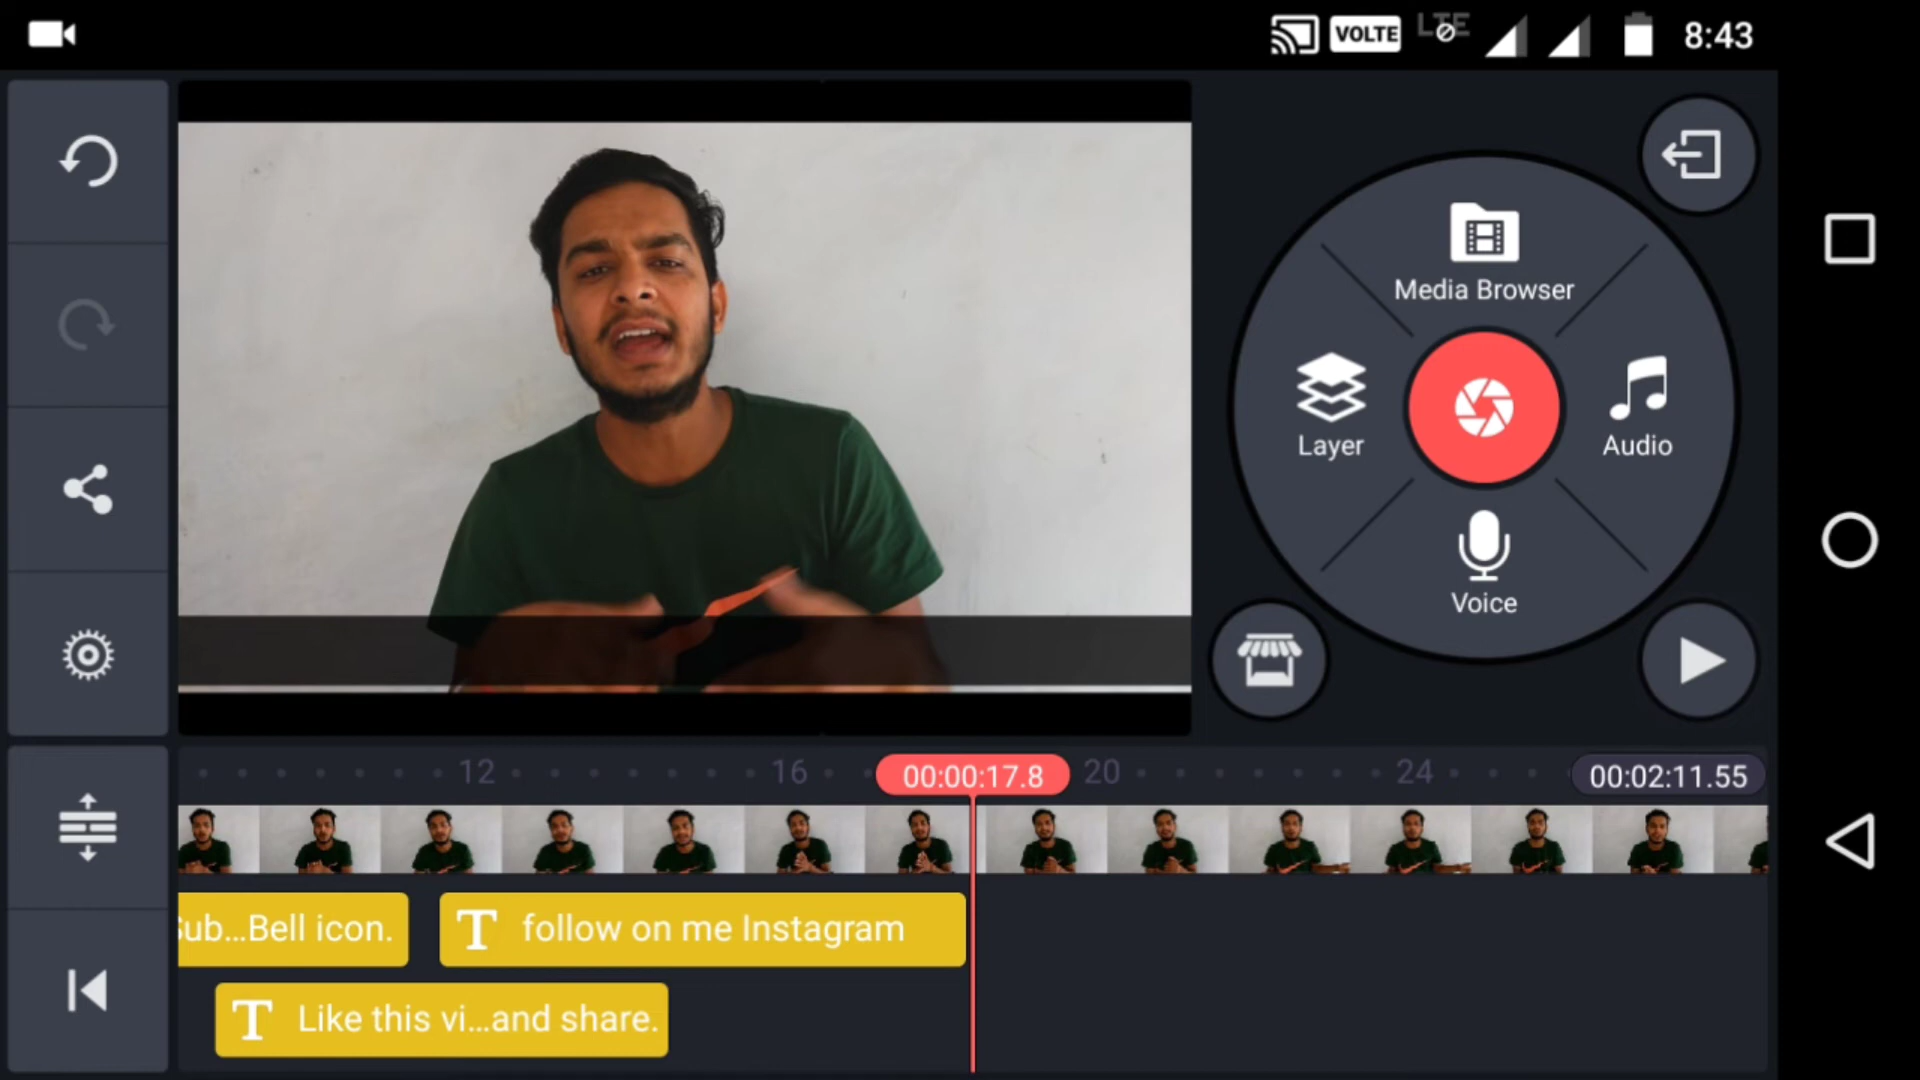 VOLTE
LTE
8:43
Media Browser
Layer
Audio
Voice
12
16
00:00:17.8
20
24
00:02:11.55
Sub...Bell icon.
T follow on me Instagram
T Like this vi...and share.